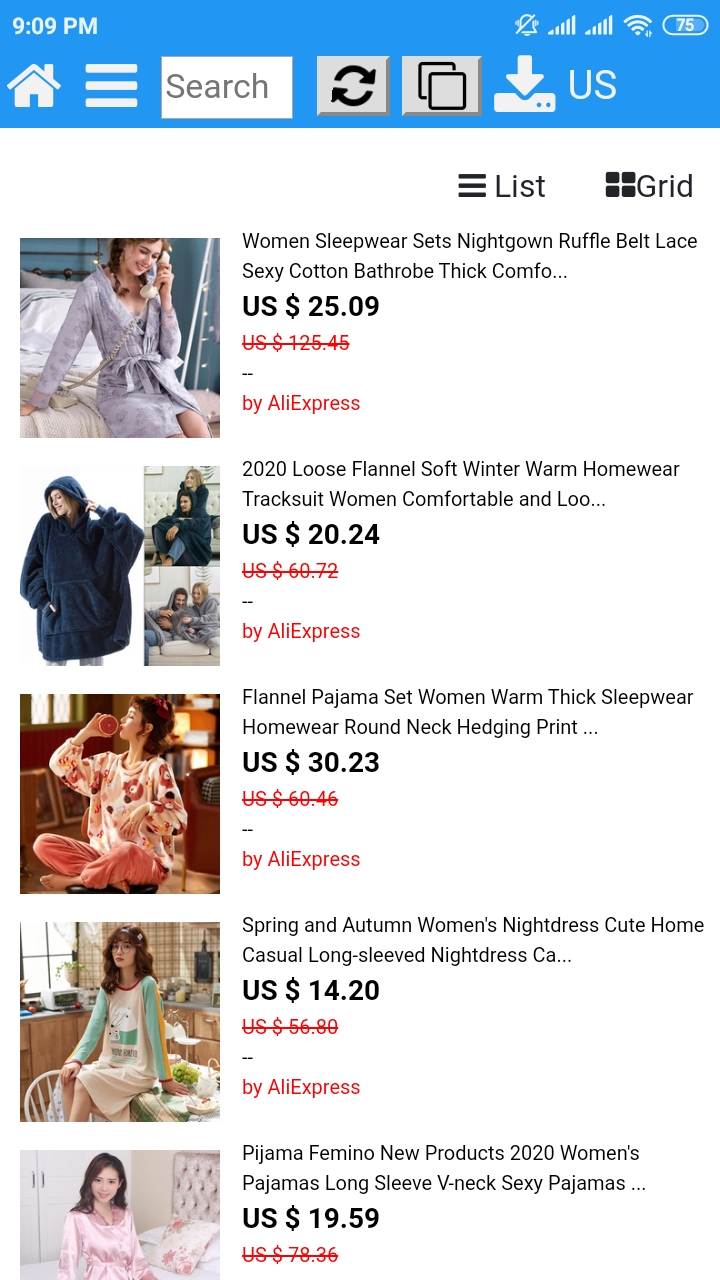 9:09 PM
75
Search
US
List
Grid
Women Sleepwear Sets Nightgown Ruffle Belt Lace
Sexy Cotton Bathrobe Thick Comfo...
US $ 25.09
US $ 125.45
--
by AliExpress
2020 Loose Flannel Soft Winter Warm Homewear
Tracksuit Women Comfortable and Loo...
US $ 20.24
US $ 60.72
--
by AliExpress
Flannel Pajama Set Women Warm Thick Sleepwear
Homewear Round Neck Hedging Print ...
US $ 30.23
US $ 60.46
--
by AliExpress
Spring and Autumn Women's Nightdress Cute Home
Casual Long-sleeved Nightdress Ca...
US $ 14.20
US $ 56.80
--
by AliExpress
Pijama Femino New Products 2020 Women's
Pajamas Long Sleeve V-neck Sexy Pajamas ...
US $ 19.59
US $ 78.36